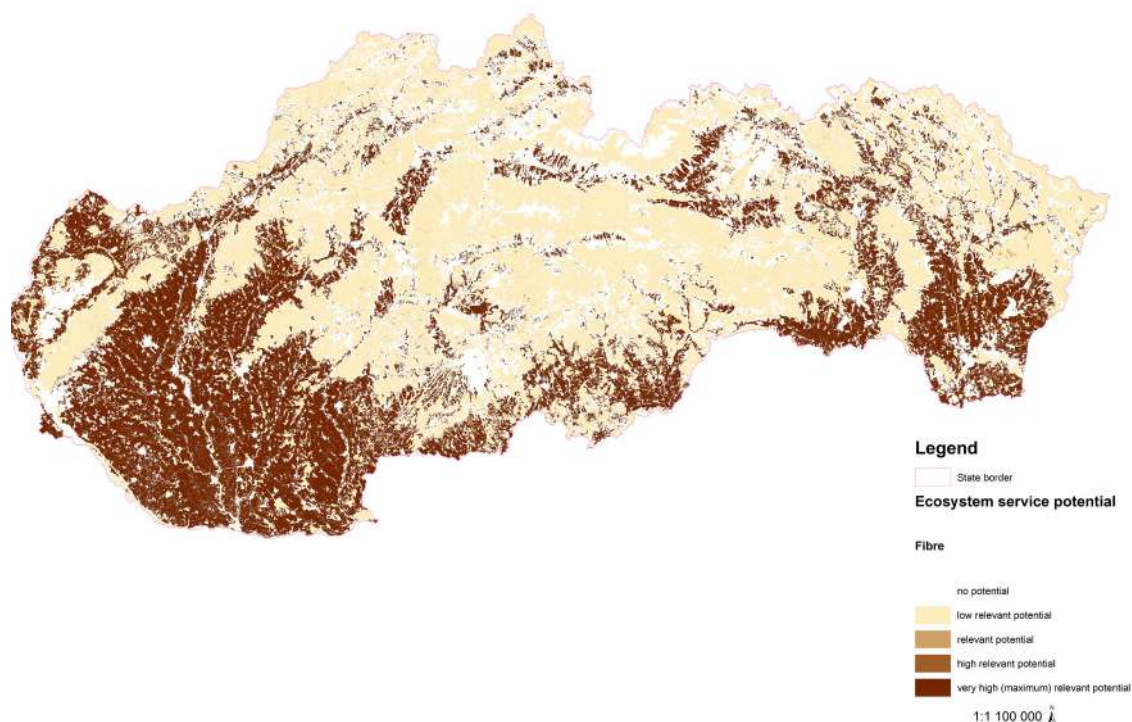 Legend
State border
Ecosystem service potential
Fibre
no potential
low relevant potential
relevant potential
high relevant potential
very high (maximum) relevant potential
1:1 100 000
N